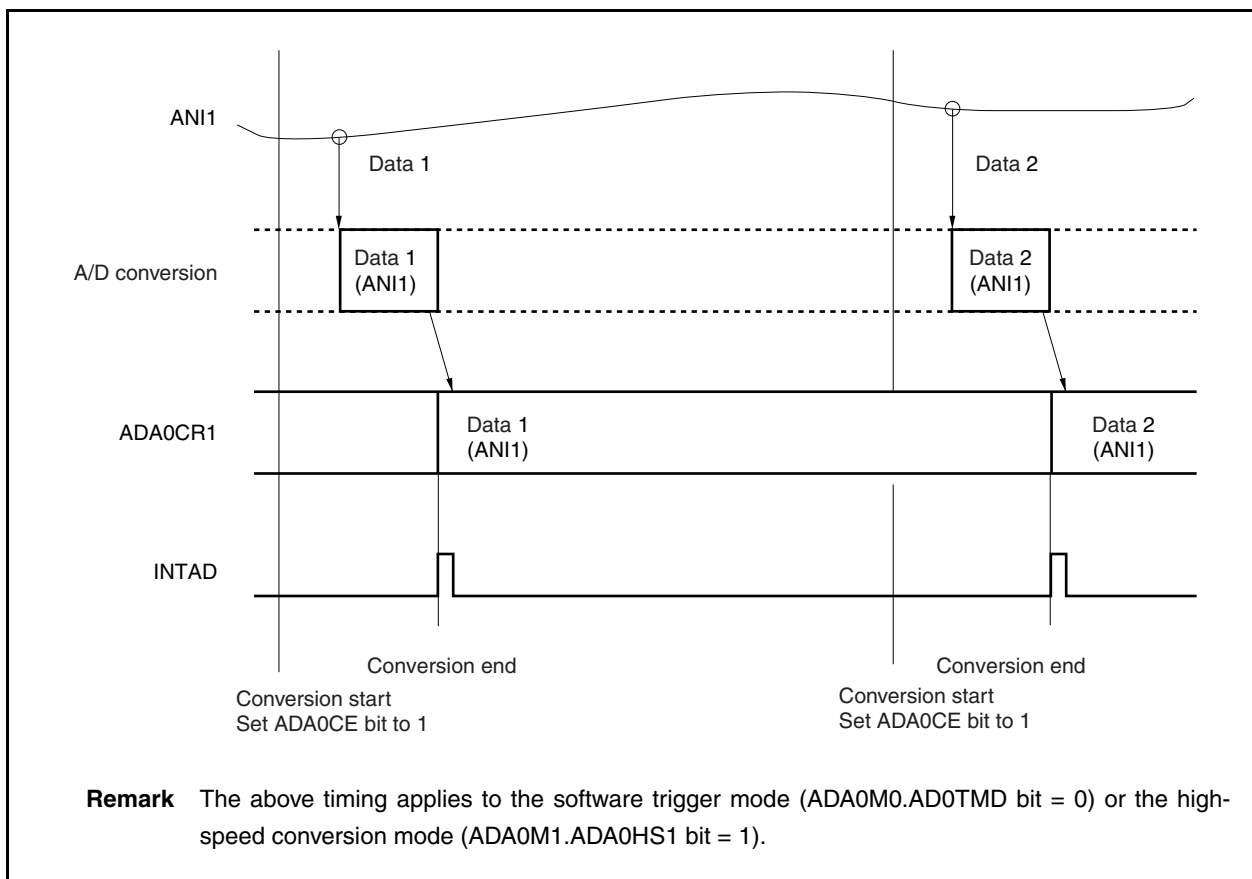 ANI1
Data 1
Data 2
A/D conversion
Data 1
(ANI1)
Data 2
(ANI1)
ADA0CR1
Data 1
(ANI1)
Data 2
(ANI1)
INTAD
Conversion end
Conversion end
Conversion start
Set ADA0CE bit to 1
Conversion start
Set ADA0CE bit to 1
Remark The above timing applies to the software trigger mode (ADA0M0.AD0TMD bit = 0) or the high-
speed conversion mode (ADA0M1.ADA0HS1 bit = 1).